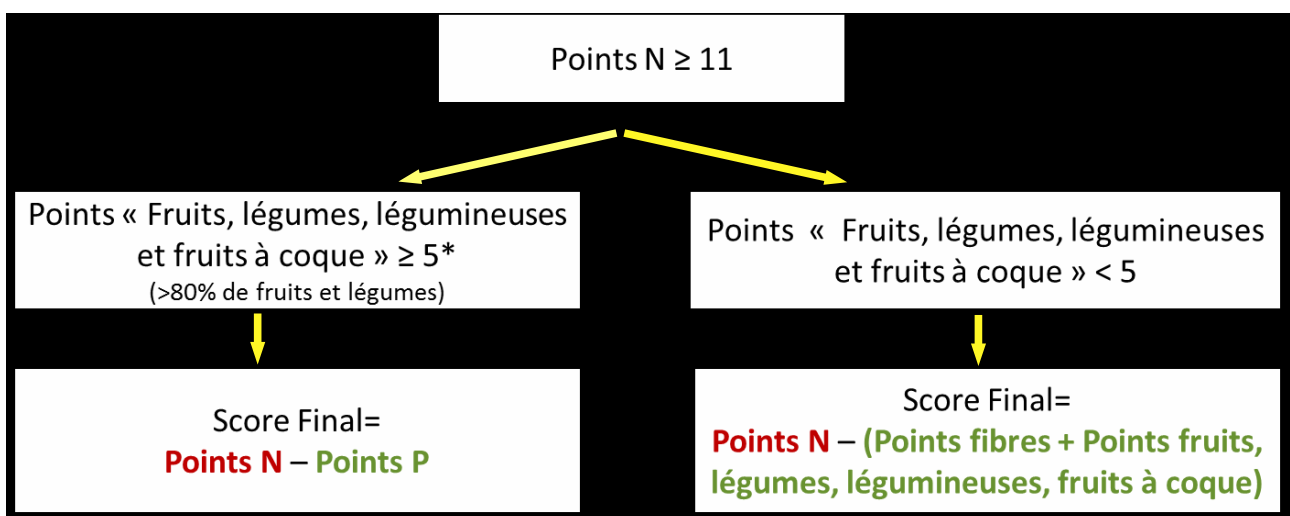 Points N ≥ 11
Points « Fruits, légumes, légumineuses
et fruits à coque » ≥ 5*
(>80% de fruits et légumes)
Points « Fruits, légumes, légumineuses
et fruits à coque » < 5
Score Final=
Points N – Points P
Score Final=
Points N – (Points fibres + Points fruits,
légumes, légumineuses, fruits à coque)